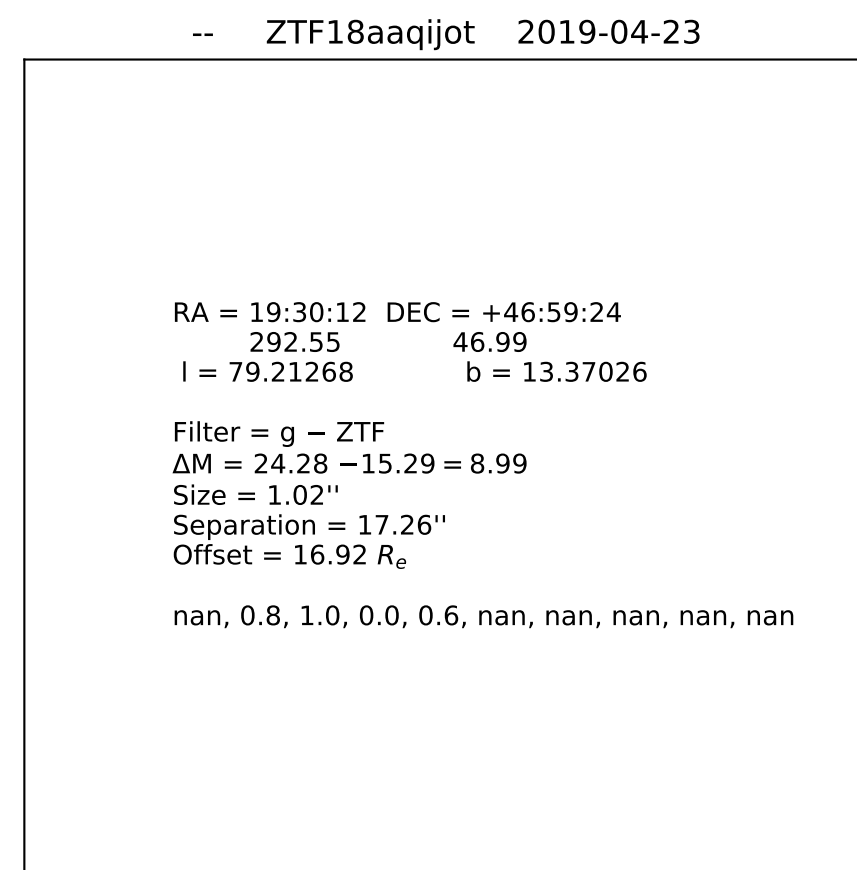 -- ZTF18aaqijot 2019-04-23
RA = 19:30:12 DEC = +46:59:24
292.55 46.99
l = 79.21268 b = 13.37026
Filter = g − ZTF
ΔM = 24.28 −15.29 = 8.99
Size = 1.02''
Separation = 17.26''
Offset = 16.92 Re
nan, 0.8, 1.0, 0.0, 0.6, nan, nan, nan, nan, nan